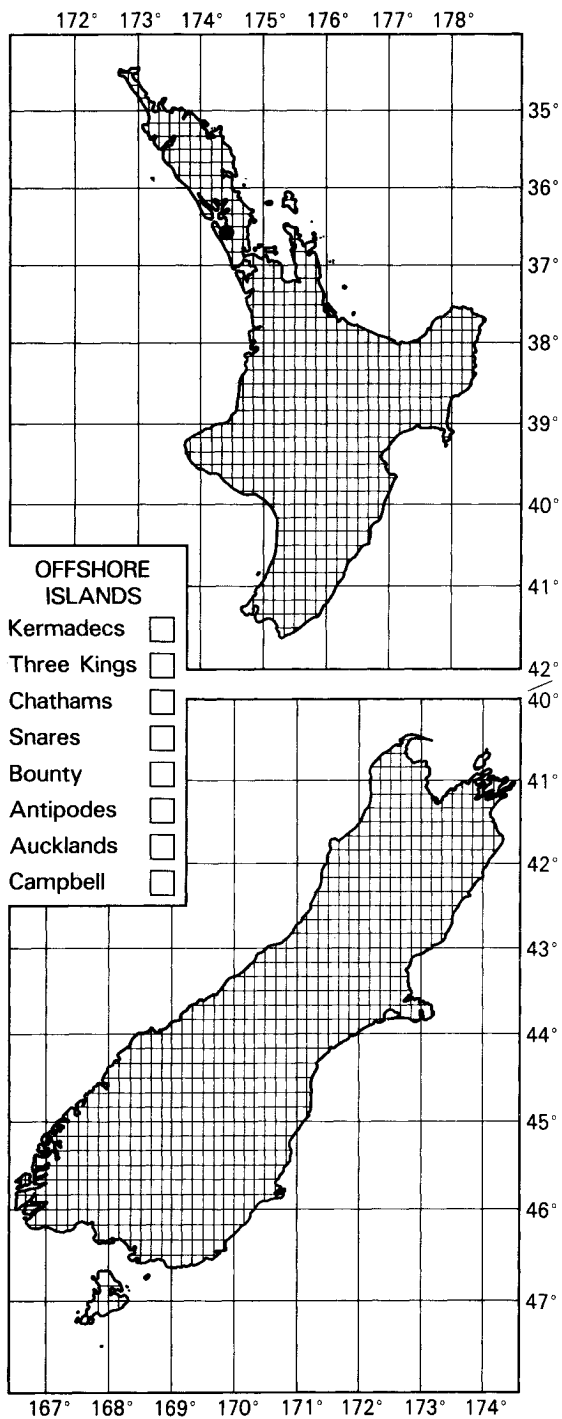 172° 173° 174° 175° 176° 177° 178°
35°
36°
37°
38°
39°
40°
41°
42°
OFFSHORE
ISLANDS
Kermadecs
Three Kings
Chathams
Snares
Bounty
Antipodes
Aucklands
Campbell
40°
41°
42°
43°
44°
45°
46°
47°
167° 168° 169° 170° 171° 172° 173° 174°